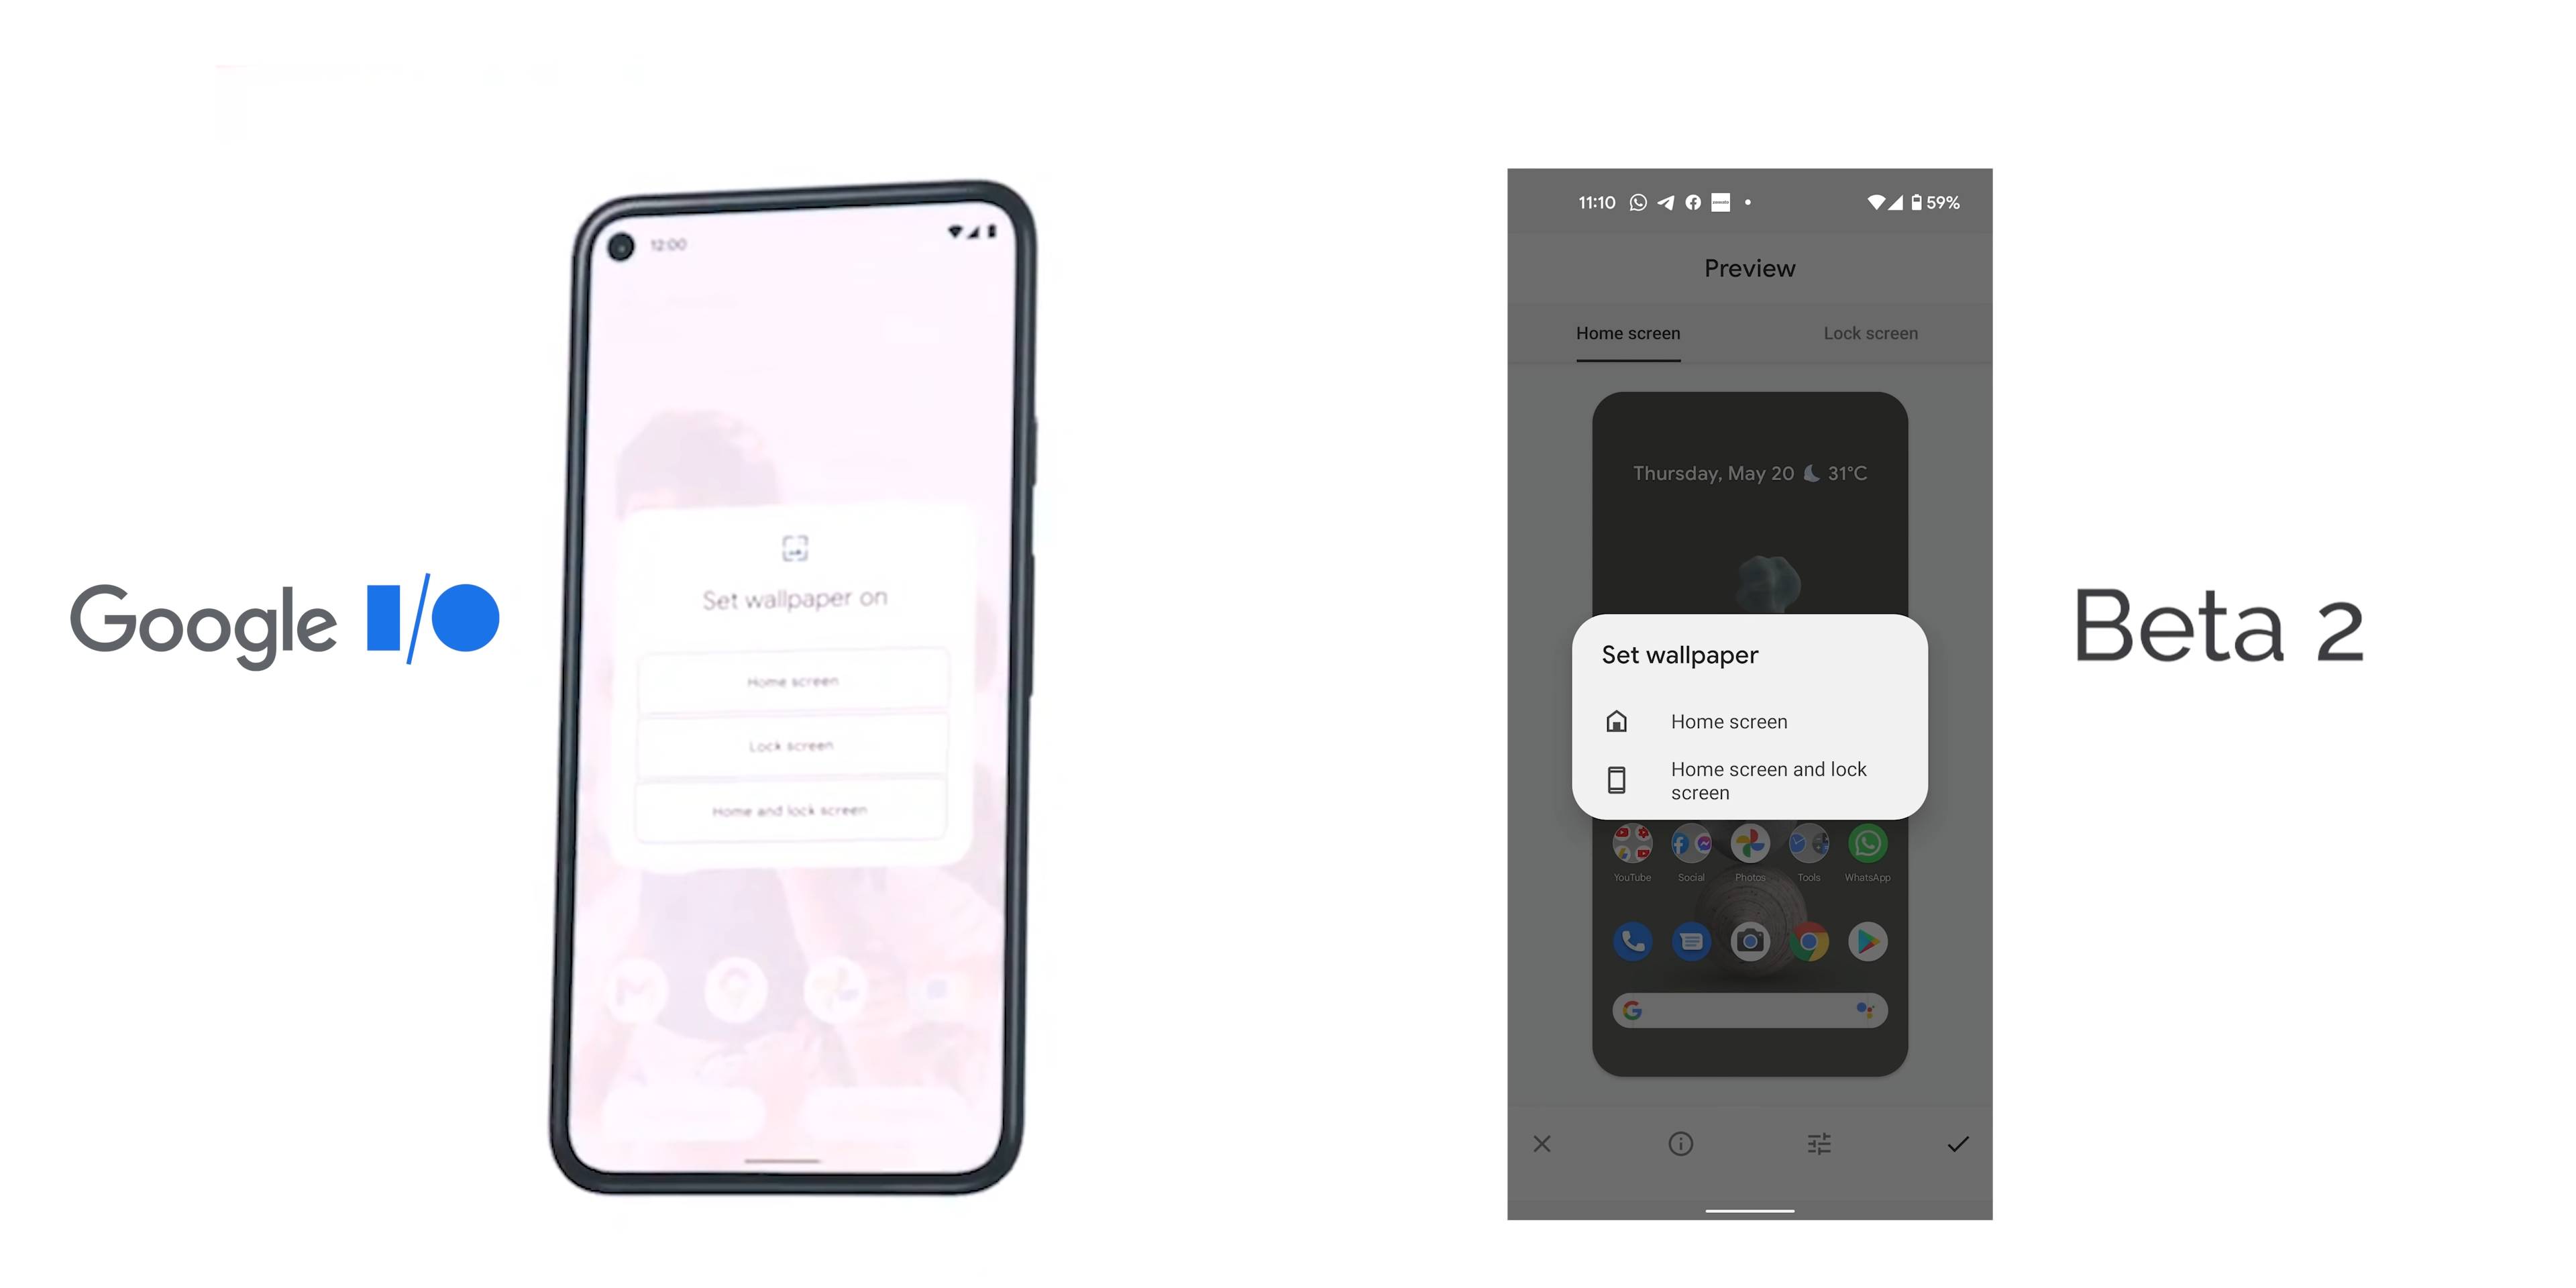 Google I/O
12:00
Set wallpaper on
Home screen
Lock screen
Home and lock screen
11:10
59%
Preview
Home screen
Lock screen
Thursday, May 20 31°C
Set wallpaper
Home screen
Home screen and lock
screen
YouTube Social Photos Tools WhatsApp
Beta 2